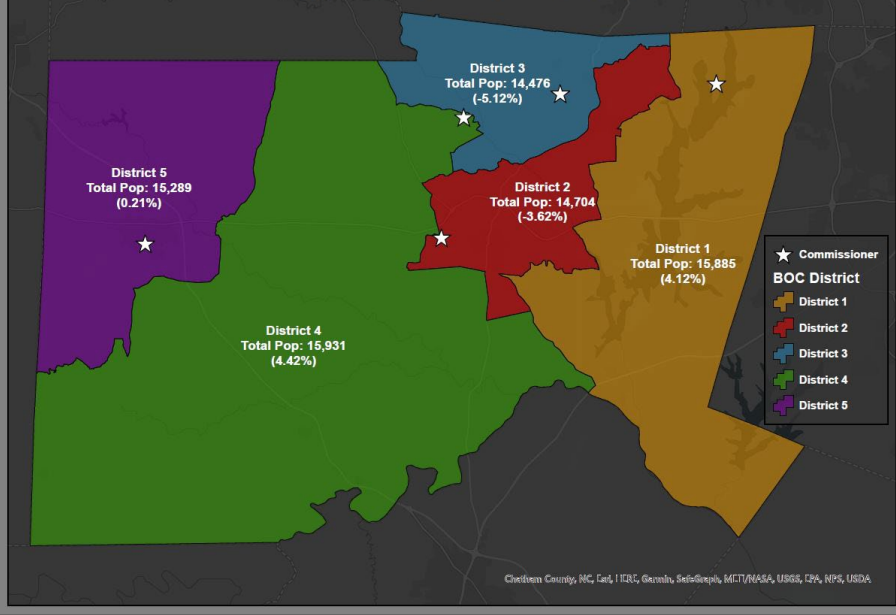 District 3
Total Pop: 14,476
(-5.12%)
District 5
Total Pop: 15,289
(0.21%)
District 2
Total Pop: 14,704
(-3.62%)
District 1
Total Pop: 15,885
(4.12%)
District 4
Total Pop: 15,931
(4.42%)
Commissioner
BOC District
District 1
District 2
District 3
District 4
District 5
Chatham County, NC, Esri, HERE, Garmin, SafeGraph, METI/NASA, USGS, EPA, NPS, USDA